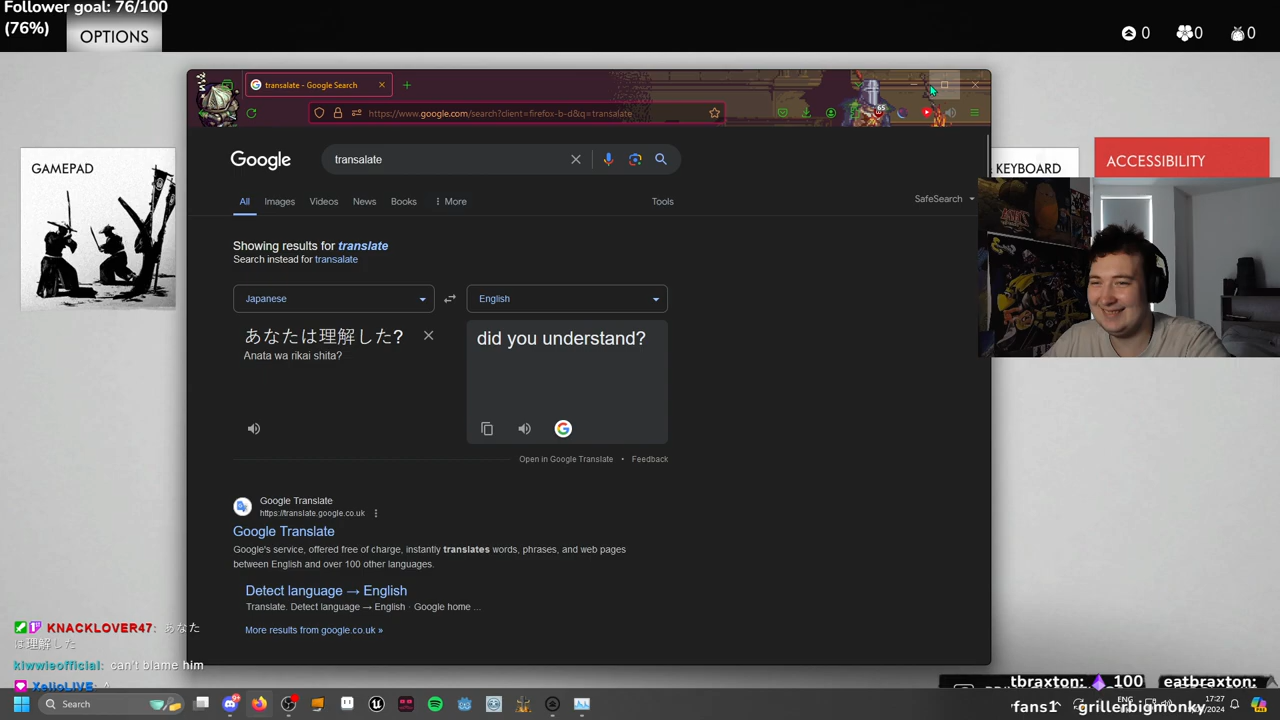 Follower goal: 76/100
(76%)
OPTIONS
0
0
0
transalate - Google Search
https://www.google.com/search?client=firefox-b-d&q=transalate
65
GAMEPAD
KEYBOARD
ACCESSIBILITY
Google
transalate
All
Images
Videos
News
Books
More
Tools
SafeSearch
Showing results for translate
Search instead for transalate
Japanese
English
あなたは理解した?
Anata wa rikai shita?
did you understand?
Open in Google Translate • Feedback
Google Translate
https://translate.google.co.uk
Google Translate
Google's service, offered free of charge, instantly translates words, phrases, and web pages
between English and over 100 other languages.
Detect language → English
Translate. Detect language → English · Google home ...
More results from google.co.uk »
KNACKLOVER47: あなた
は理解した
kiwwieofficial: can't blame him
XelioLIVE: ^
tbraxton: 100 eatbraxton:
Search
ENG
17:27
fans1
grillerbigmonky